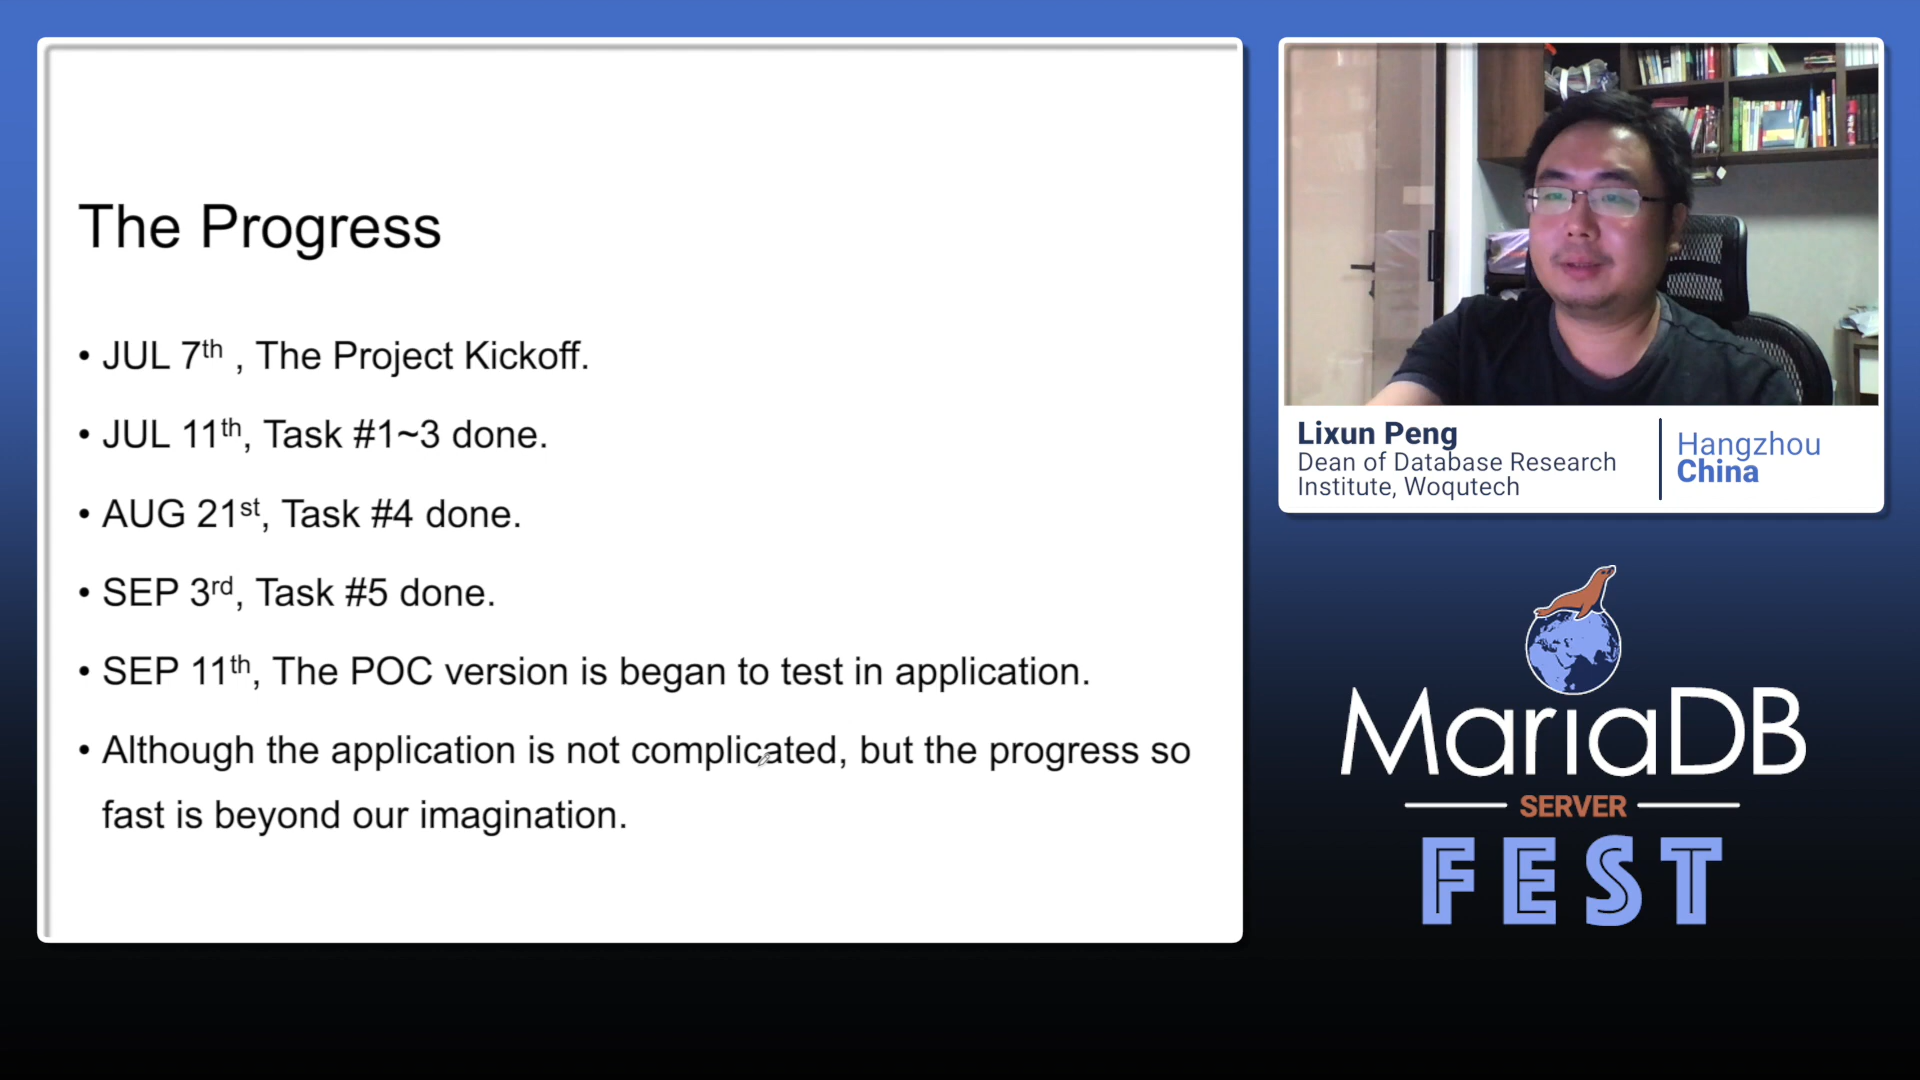 The Progress
• JUL 7th , The Project Kickoff.
• JUL 11th, Task #1~3 done.
• AUG 21st, Task #4 done.
• SEP 3rd, Task #5 done.
• SEP 11th, The POC version is began to test in application.
• Although the application is not complicated, but the progress so
fast is beyond our imagination.
Lixun Peng
Dean of Database Research
Institute, Woqutech
Hangzhou
China
MariaDB
SERVER
FEST